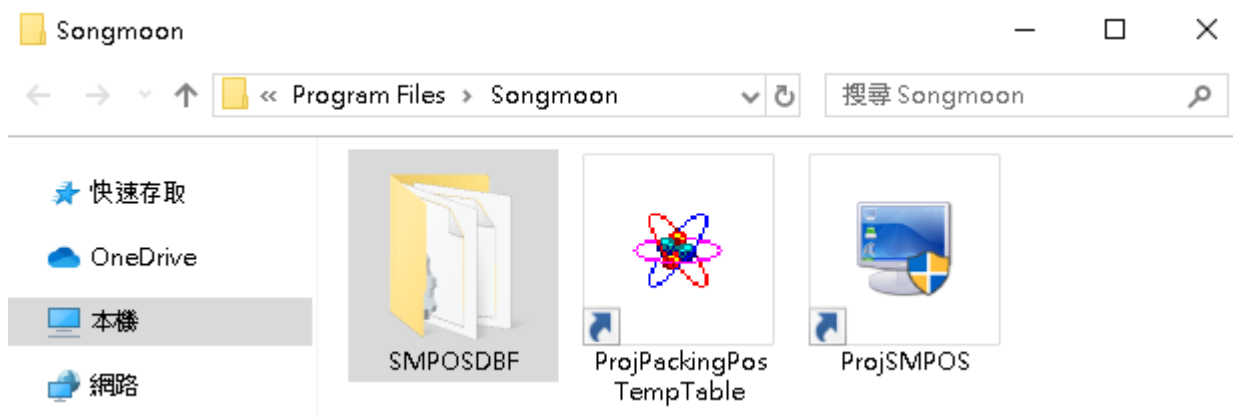 Songmoon
« Program Files > Songmoon
搜尋 Songmoon
快速存取
OneDrive
本機
網路
SMPOSDBF
ProjPackingPos
TempTable
ProjSMPOS